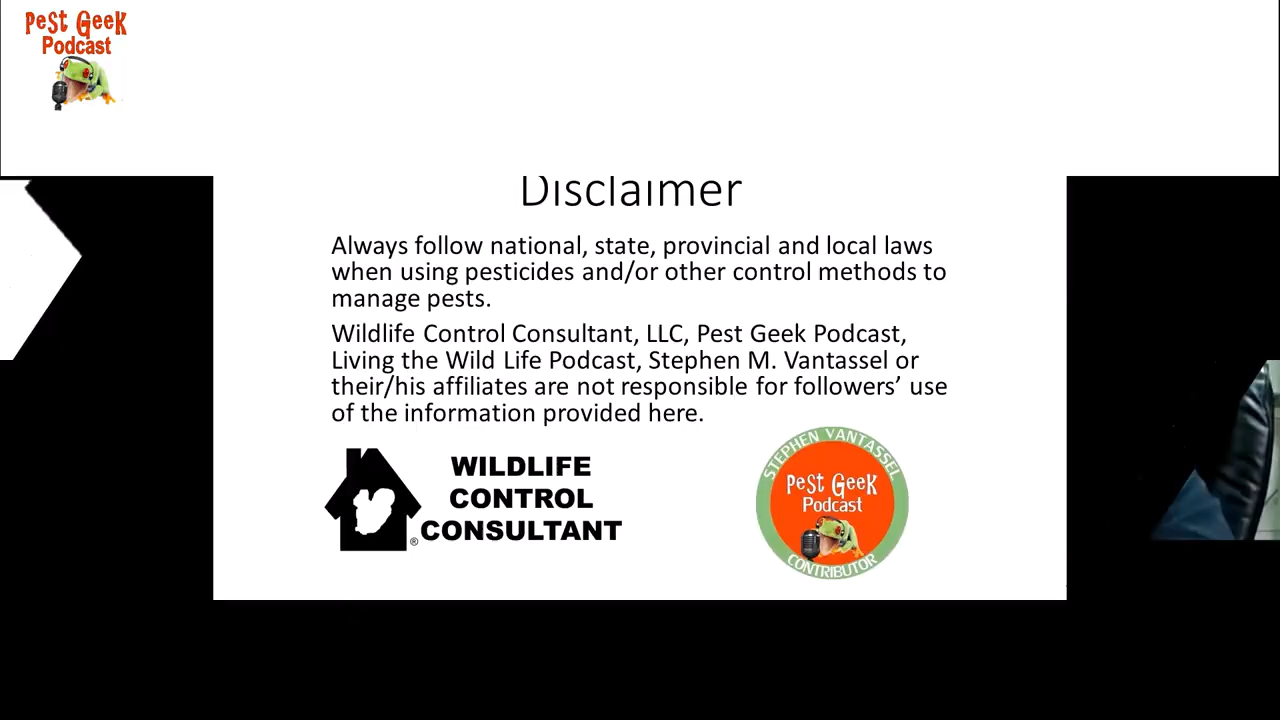 PeSt GeeK
Podcast
Disclaimer
Always follow national, state, provincial and local laws
when using pesticides and/or other control methods to
manage pests.
Wildlife Control Consultant, LLC, Pest Geek Podcast,
Living the Wild Life Podcast, Stephen M. Vantassel or
their/his affiliates are not responsible for followers’ use
of the information provided here.
WILDLIFE
CONTROL
CONSULTANT
®
STEPHEN VANTASSEL
PeSt GeeK
Podcast
CONTRIBUTOR